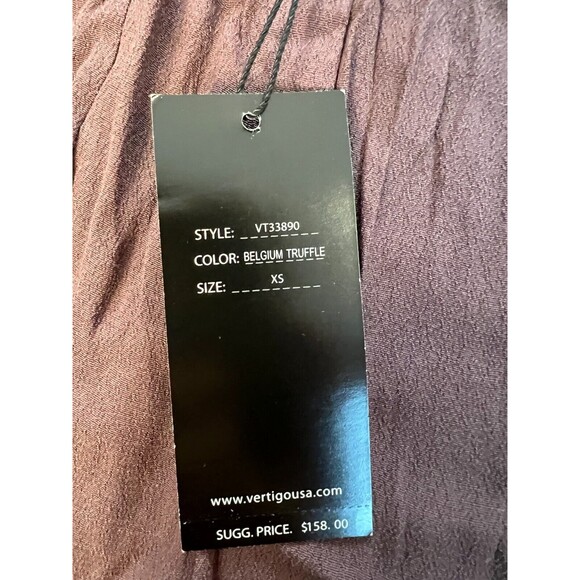 STYLE: VT33890
COLOR: BELGIUM TRUFFLE
SIZE: XS
www.vertigousa.com
SUGG. PRICE. $158. 00